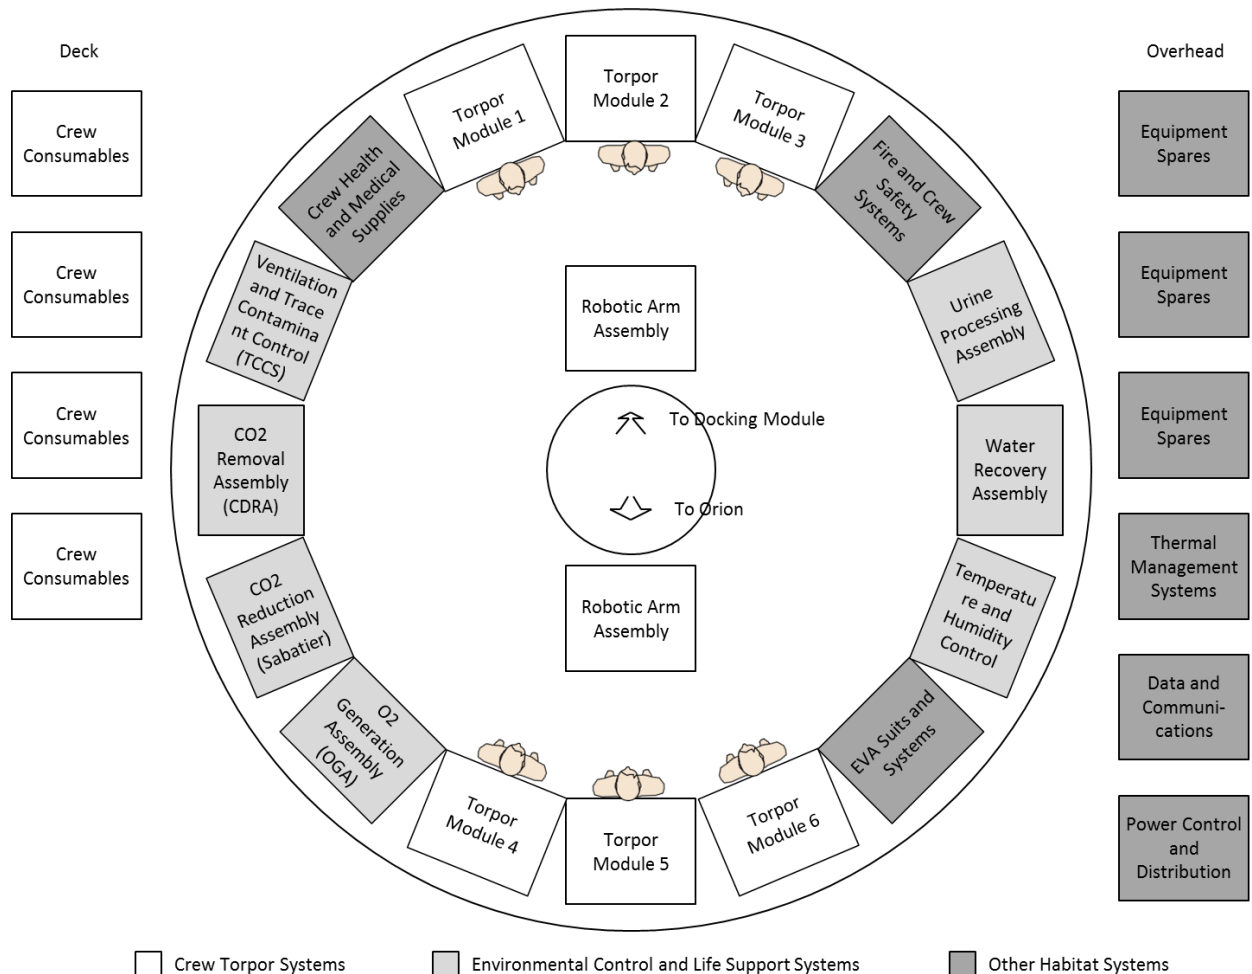 Deck
Overhead
Crew
Consumables
Crew
Consumables
Crew
Consumables
Crew
Consumables
Torpor
Module 1
Torpor
Module 2
Torpor
Module 3
Fire and Crew
Safety
Systems
Urine
Processing
Assembly
Water
Recovery
Assembly
Temperatu
re and
Humidity
Control
EVA Suits and
Systems
Torpor
Module 6
Torpor
Module 5
Torpor
Module 4
O2
Generation
Assembly
(OGA)
CO2
Reduction
Assembly
(Sabatier)
CO2
Removal
Assembly
(CDRA)
Ventilation
and Trace
Contamina
nt Control
(TCCS)
Crew Health
and Medical
Supplies
Robotic Arm
Assembly
To Docking Module
To Orion
Robotic Arm
Assembly
Equipment
Spares
Equipment
Spares
Equipment
Spares
Thermal
Management
Systems
Data and
Communi-
cations
Power Control
and
Distribution
Crew Torpor Systems
Environmental Control and Life Support Systems
Other Habitat Systems